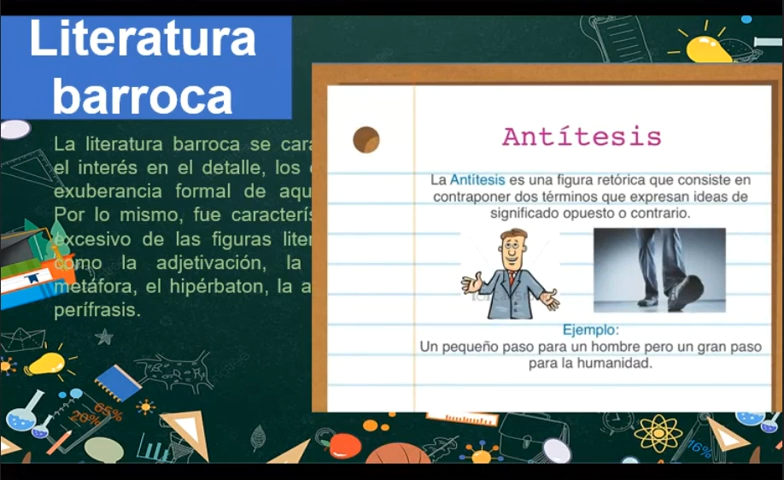 Literatura
barroca
La literatura barroca se cara
el interés en el detalle, los
exuberancia formal de aqu
Por lo mismo, fue caracterís
excesivo de las figuras liter
como la adjetivación, la
metáfora, el hipérbaton, la a
perífrasis.
Antítesis
La Antítesis es una figura retórica que consiste en
contraponer dos términos que expresan ideas de
significado opuesto o contrario.
Ejemplo:
Un pequeño paso para un hombre pero un gran paso
para la humanidad.
65%
20%
16%